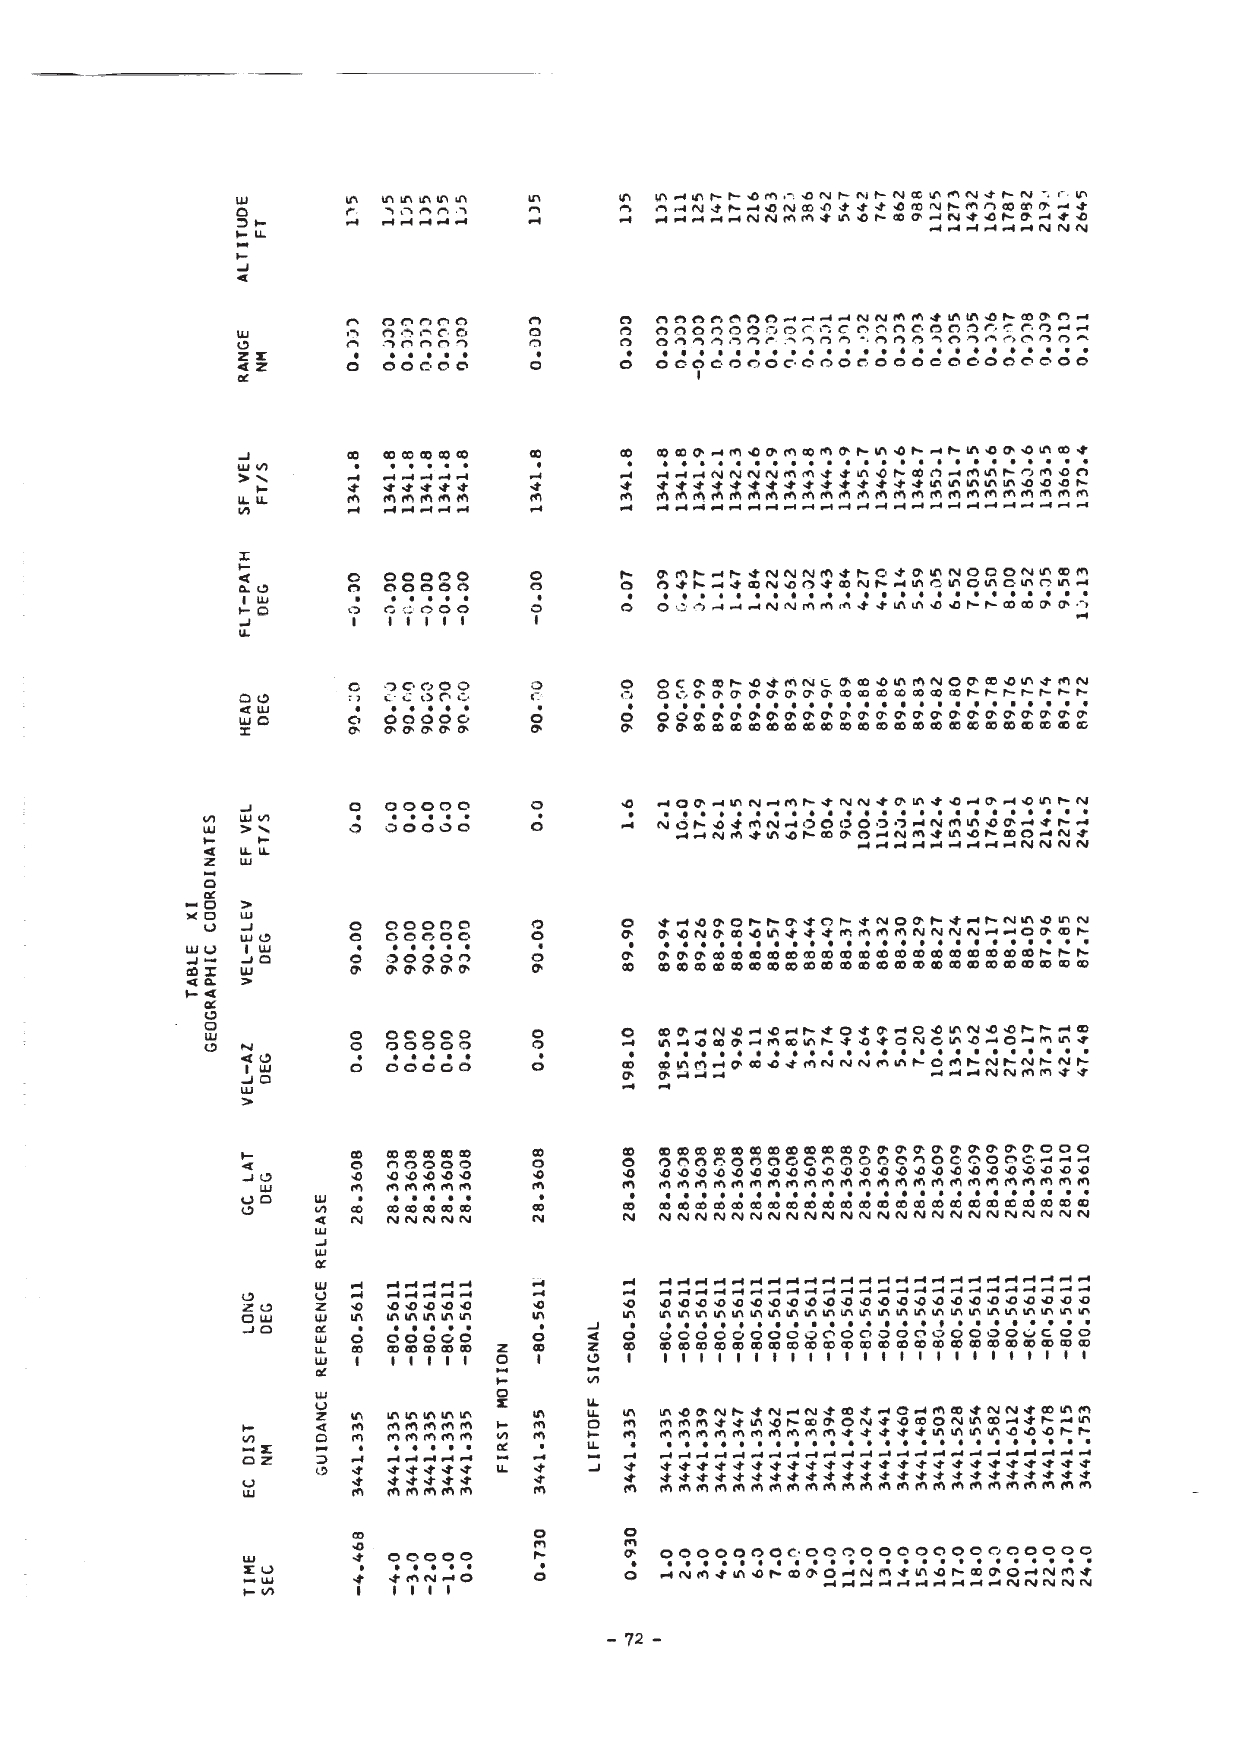 TABLE XI
GEOGRAPHIC COORDINATES
TIME EC DIST LONG GC LAT VEL-AZ VEL-ELEV EF VEL HEAD FLT-PATH SF VEL RANGE ALTITUDE
SEC NM DEG DEG DEG DEG FT/S DEG DEG FT/S NM FT
GUIDANCE REFERENCE RELEASE
-4.468 3441.335 -80.5611 28.3608 0.00 90.00 0.0 90.00 -0.00 1341.8 0.000 105
-4.0 3441.335 -80.5611 28.3608 0.00 90.00 0.0 90.00 -0.00 1341.8 0.000 105
-3.0 3441.335 -80.5611 28.3608 0.00 90.00 0.0 90.00 -0.00 1341.8 0.000 105
-2.0 3441.335 -80.5611 28.3608 0.00 90.00 0.0 90.00 -0.00 1341.8 0.000 105
-1.0 3441.335 -80.5611 28.3608 0.00 90.00 0.0 90.00 -0.00 1341.8 0.000 105
0.0 3441.335 -80.5611 28.3608 0.00 90.00 0.0 90.00 -0.00 1341.8 0.000 105
FIRST MOTION
0.730 3441.335 -80.5611 28.3608 0.00 90.00 0.0 90.00 -0.00 1341.8 0.000 105
LIFTOFF SIGNAL
0.930 3441.335 -80.5611 28.3608 198.10 89.90 1.6 90.00 0.07 1341.8 0.000 105
1.0 3441.335 -80.5611 28.3608 198.58 89.94 2.1 90.00 0.09 1341.8 0.000 105
2.0 3441.336 -80.5611 28.3608 15.19 89.61 10.0 90.00 0.43 1341.8 0.000 111
3.0 3441.339 -80.5611 28.3608 13.61 89.26 17.9 89.99 0.77 1341.9 -0.000 125
4.0 3441.342 -80.5611 28.3608 11.82 88.99 26.1 89.98 1.11 1342.1 0.000 147
5.0 3441.347 -80.5611 28.3608 9.96 88.80 34.5 89.97 1.47 1342.3 0.000 177
6.0 3441.354 -80.5611 28.3608 8.11 88.67 43.2 89.96 1.84 1342.6 0.000 216
7.0 3441.362 -80.5611 28.3608 6.36 88.57 52.1 89.94 2.22 1342.9 0.000 263
8.0 3441.371 -80.5611 28.3608 4.81 88.49 61.3 89.93 2.62 1343.3 0.001 320
9.0 3441.382 -80.5611 28.3608 3.57 88.44 70.7 89.92 3.02 1343.8 0.001 386
10.0 3441.394 -80.5611 28.3608 2.74 88.40 80.4 89.90 3.43 1344.3 0.001 462
11.0 3441.408 -80.5611 28.3608 2.40 88.37 90.2 89.89 3.84 1344.9 0.001 547
12.0 3441.424 -80.5611 28.3609 2.64 88.34 100.2 89.88 4.27 1345.7 0.002 642
13.0 3441.441 -80.5611 28.3609 3.49 88.32 110.4 89.86 4.70 1346.5 0.002 747
14.0 3441.460 -80.5611 28.3609 5.01 88.30 120.9 89.85 5.14 1347.6 0.003 862
15.0 3441.481 -80.5611 28.3609 7.20 88.29 131.5 89.83 5.59 1348.7 0.003 988
16.0 3441.503 -80.5611 28.3609 10.06 88.27 142.4 89.82 6.05 1350.1 0.004 1125
17.0 3441.528 -80.5611 28.3609 13.55 88.24 153.6 89.80 6.52 1351.7 0.005 1273
18.0 3441.554 -80.5611 28.3609 17.62 88.21 165.1 89.79 7.00 1353.5 0.005 1432
19.0 3441.582 -80.5611 28.3609 22.16 88.17 176.9 89.78 7.50 1355.6 0.006 1604
20.0 3441.612 -80.5611 28.3609 27.06 88.12 189.1 89.76 8.00 1357.9 0.007 1787
21.0 3441.644 -80.5611 28.3609 32.17 88.05 201.6 89.75 8.52 1360.6 0.008 1982
22.0 3441.678 -80.5611 28.3610 37.37 87.96 214.5 89.74 9.05 1363.5 0.009
23.0 3441.715 -80.5611 28.3610 42.51 87.85 227.7 89.73 9.58 1366.8 0.010
24.0 3441.753 -80.5611 28.3610 47.48 87.72 241.2 89.72 10.13 1370.4 0.011 2645
- 72 -